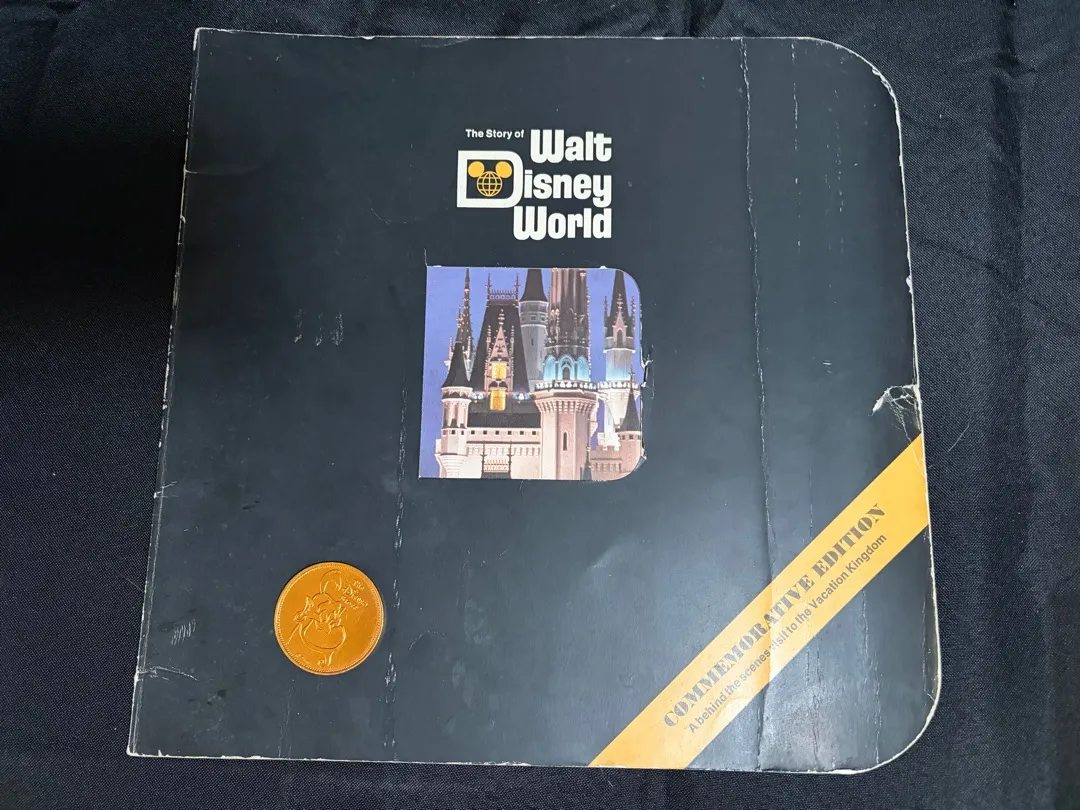 The Story of
Walt
Disney
World
COMMEMORATIVE EDITION
A behind the scenes visit to the Vacation Kingdom